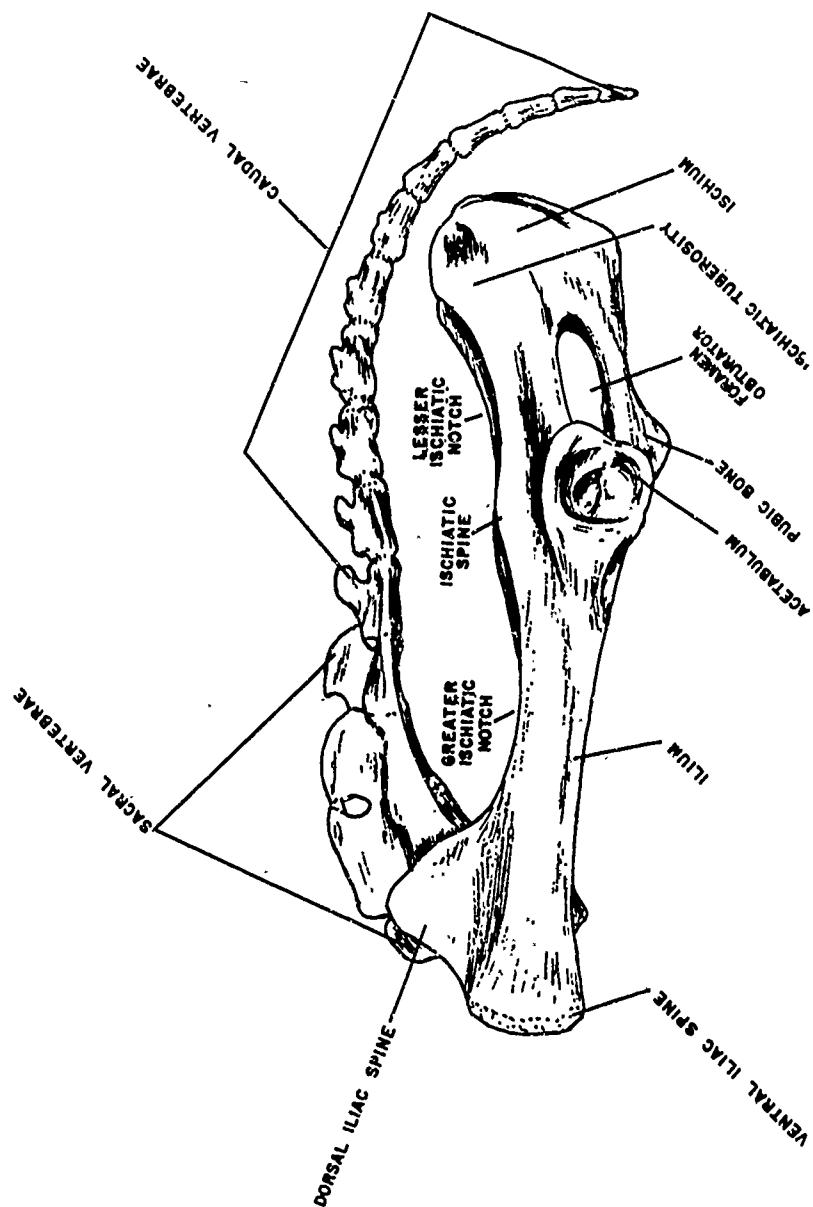 CAUDAL VERTEBRAE
ISCHIUM
ISCHIATIC TUBEROSITY
FORAMEN
OBTURATOR
LESSER
ISCHIATIC
NOTCH
PUBIC BONE
ACETABULUM
ISCHIATIC
SPINE
GREATER
ISCHIATIC
NOTCH
ILIUM
SACRAL VERTEBRAE
VENTRAL ILIAC SPINE
DORSAL ILIAC SPINE